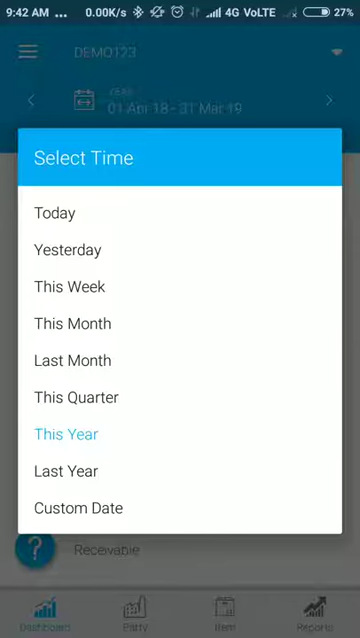 9:42 AM ... 0.00K/s 4G VoLTE 27%
DEMO123
YEAR
01 Apr 18 - 31 Mar 19
Select Time
Today
Yesterday
This Week
This Month
Last Month
This Quarter
This Year
Last Year
Custom Date
?
Receivable
Dashboard Party Item Reports